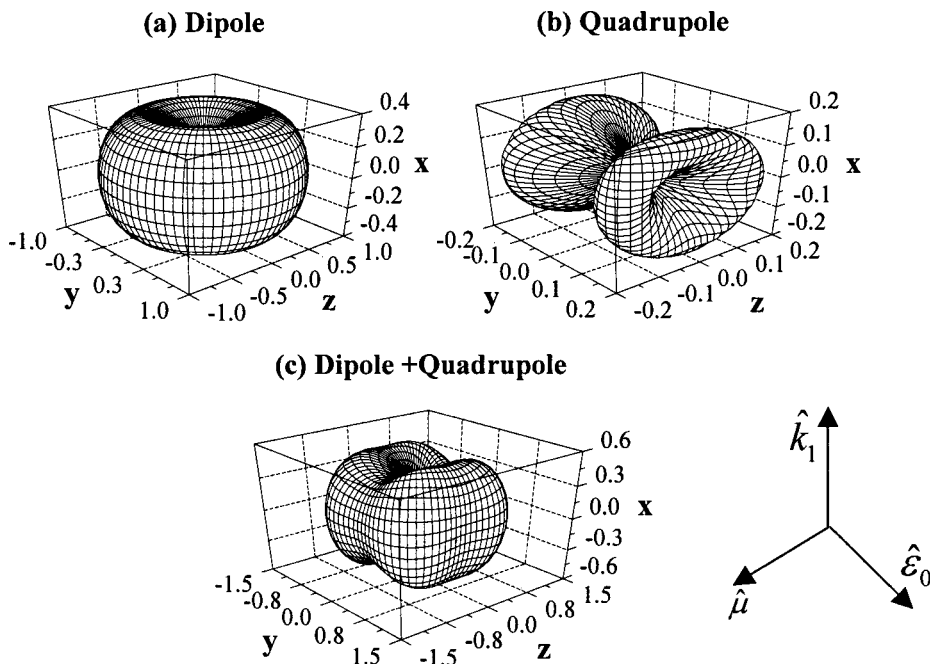 (a) Dipole
0.4
0.2
0.0
-0.2
-0.4
x
-1.0
-0.3
0.3
1.0
y
-1.0
-0.5
0.0
0.5
1.0
z
(b) Quadrupole
0.2
0.1
0.0
-0.1
-0.2
x
-0.2
-0.1
0.0
0.1
0.2
y
-0.2
-0.1
0.0
0.1
0.2
z
(c) Dipole +Quadrupole
0.6
0.3
0.0
-0.3
-0.6
x
-1.5
-0.8
0.0
0.8
1.5
y
-1.5
-0.8
0.0
0.8
1.5
z
k̂₁
ε̂₀
μ̂